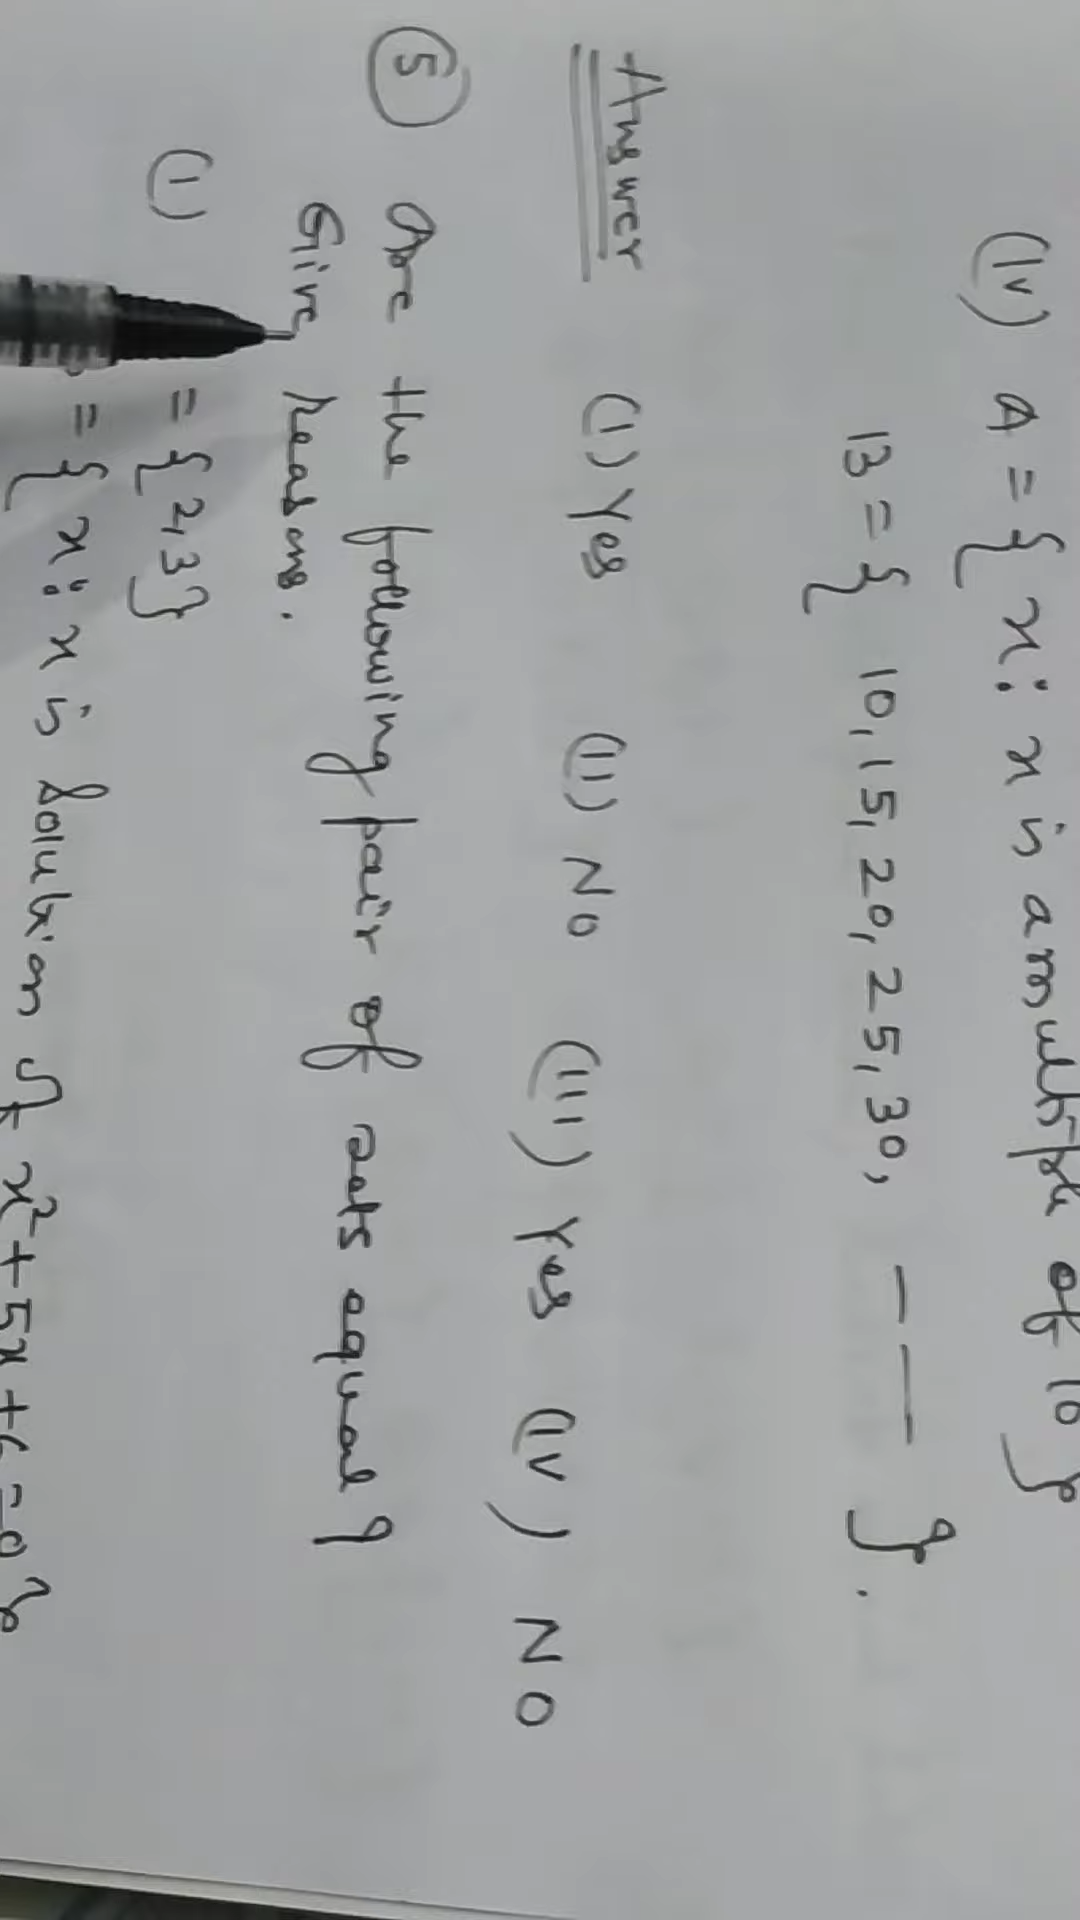 (iv) A = { x : x is a multiple of 10 }
B = { 10, 15, 20, 25, 30, - - }.
Answer (i) Yes (ii) No (iii) Yes (iv) No
(5) Are the following pair of sets equal?
Give reasons.
(i) = {2, 3}
= { x : x is solution of x² + 5x + 6 = 0 }